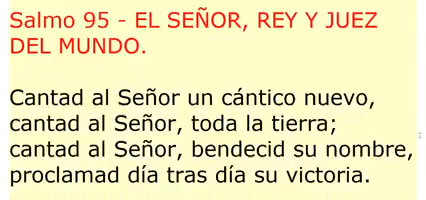 Salmo 95 - EL SEÑOR, REY Y JUEZ
DEL MUNDO.
Cantad al Señor un cántico nuevo,
cantad al Señor, toda la tierra;
cantad al Señor, bendecid su nombre,
proclamad día tras día su victoria.